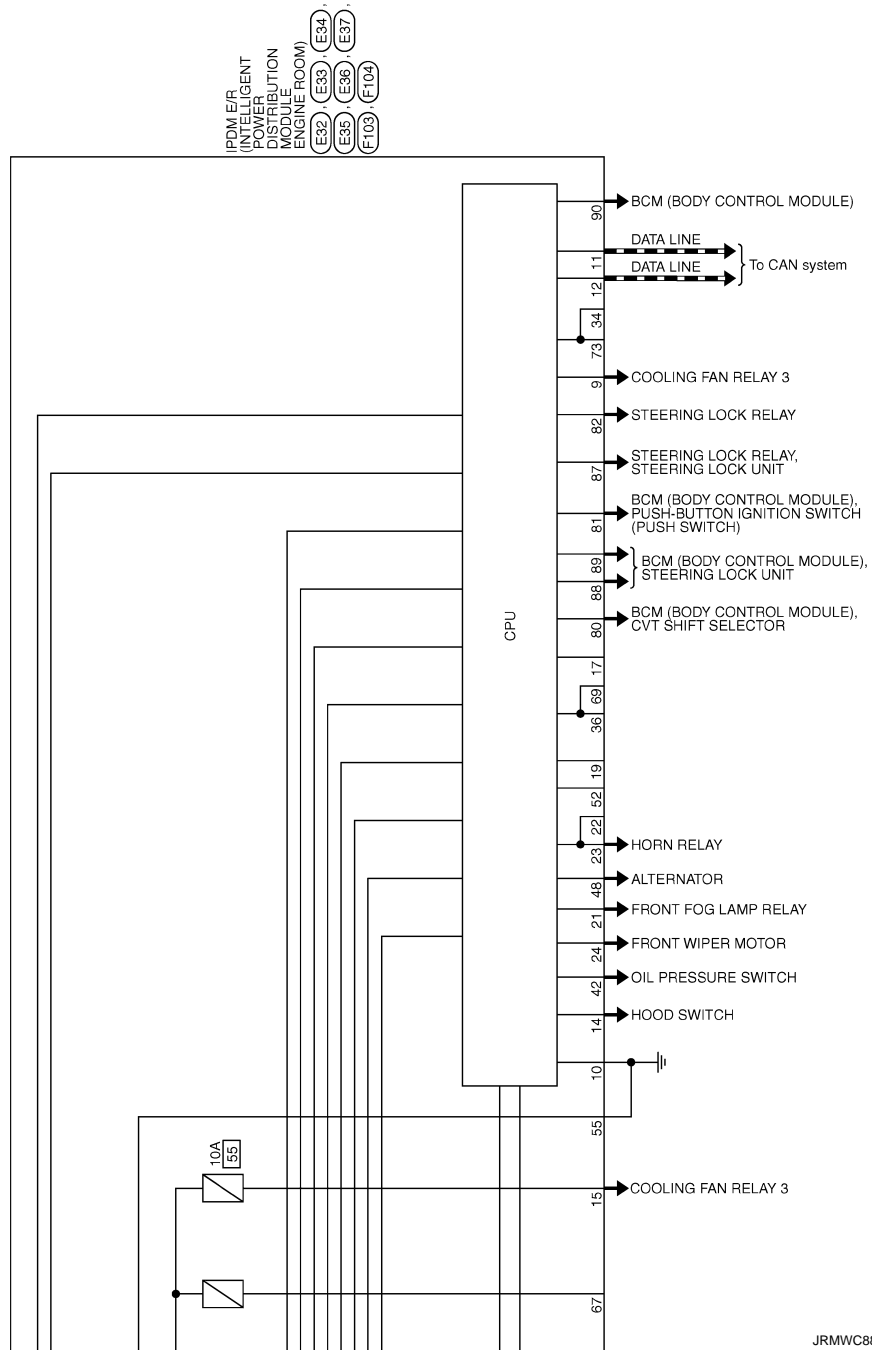 IPDM E/R
(INTELLIGENT
POWER
DISTRIBUTION
MODULE
ENGINE ROOM)
E32 , E33 , E34 ,
E35 , E36 , E37 ,
F103 , F104
90 BCM (BODY CONTROL MODULE)
DATA LINE
11
DATA LINE
To CAN system
12
34
73
9 COOLING FAN RELAY 3
82 STEERING LOCK RELAY
87 STEERING LOCK RELAY,
STEERING LOCK UNIT
BCM (BODY CONTROL MODULE),
81 PUSH-BUTTON IGNITION SWITCH
(PUSH SWITCH)
89
BCM (BODY CONTROL MODULE),
STEERING LOCK UNIT
88
80 BCM (BODY CONTROL MODULE),
CVT SHIFT SELECTOR
CPU
17
69
36
19
52
22
23 HORN RELAY
48 ALTERNATOR
21 FRONT FOG LAMP RELAY
24 FRONT WIPER MOTOR
42 OIL PRESSURE SWITCH
14 HOOD SWITCH
10
55
10A
55
15 COOLING FAN RELAY 3
67
JRMWC88